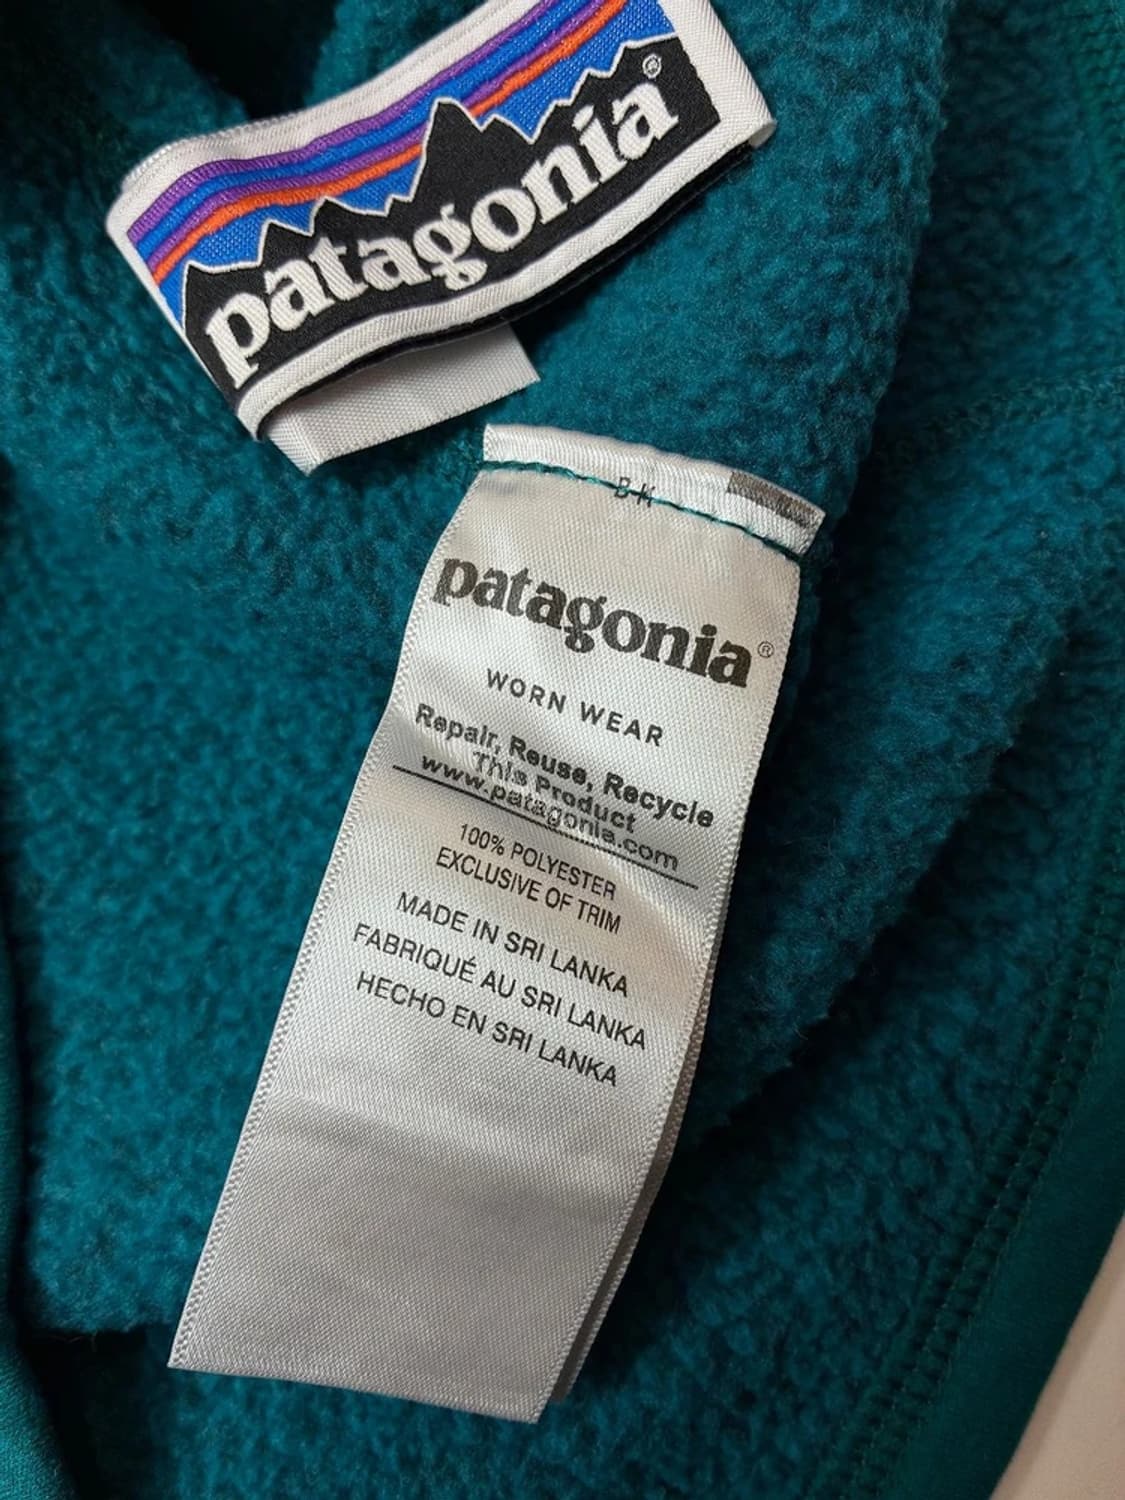 patagonia®
BK
patagonia®
WORN WEAR
Repair, Reuse, Recycle
This Product
www.patagonia.com
100% POLYESTER
EXCLUSIVE OF TRIM
MADE IN SRI LANKA
FABRIQUÉ AU SRI LANKA
HECHO EN SRI LANKA